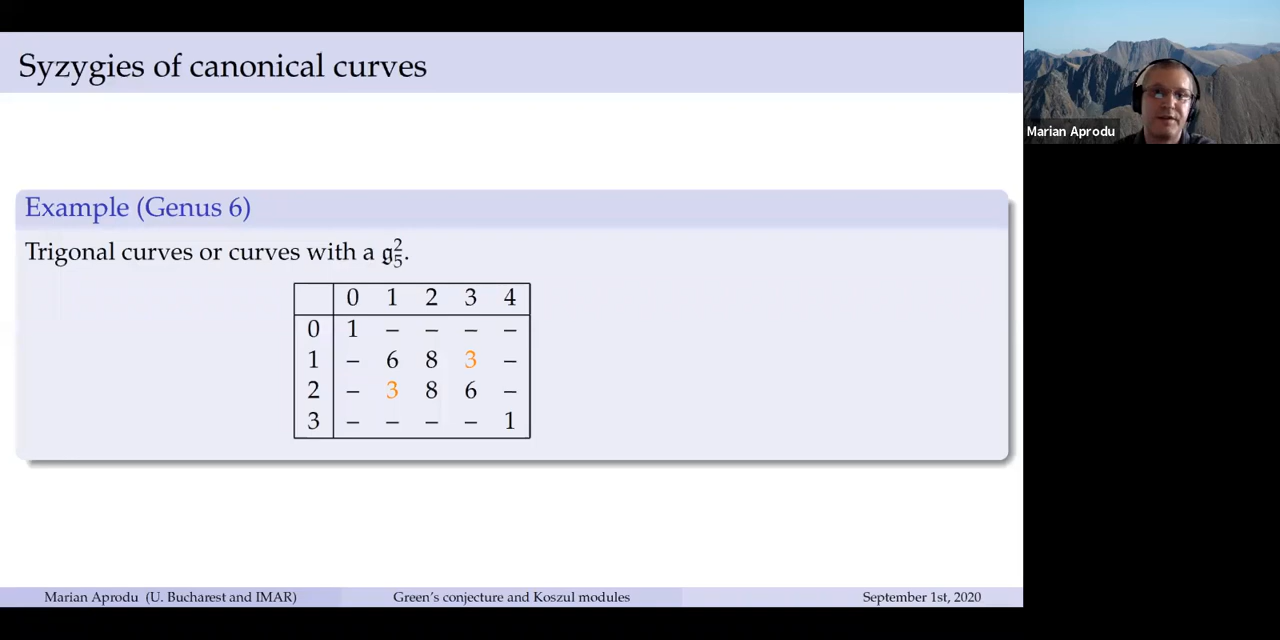 Syzygies of canonical curves
Marian Aprodu
Example (Genus 6)
Trigonal curves or curves with a 𝔤²₅.
0 1 2 3 4
0 1 – – – –
1 – 6 8 3 –
2 – 3 8 6 –
3 – – – – 1
Marian Aprodu (U. Bucharest and IMAR) Green's conjecture and Koszul modules September 1st, 2020